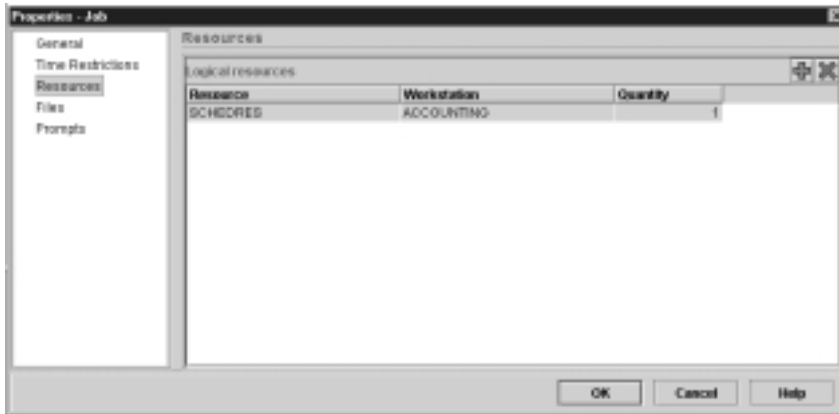 Properties - Job
General
Time Restrictions
Resources
Files
Prompts
Resources
Logical resources
Resource Workstation Quantity
SCHEDRES ACCOUNTING 1
OK Cancel Help